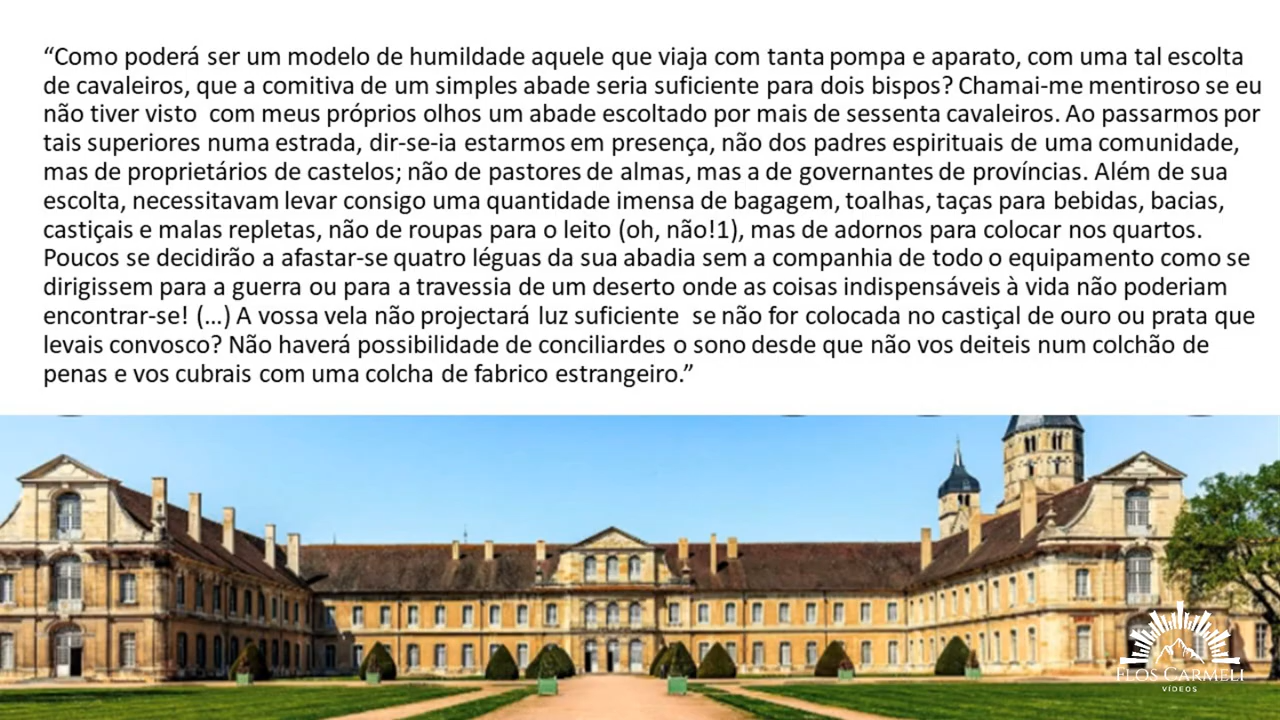 “Como poderá ser um modelo de humildade aquele que viaja com tanta pompa e aparato, com uma tal escolta
de cavaleiros, que a comitiva de um simples abade seria suficiente para dois bispos? Chamai-me mentiroso se eu
não tiver visto com meus próprios olhos um abade escoltado por mais de sessenta cavaleiros. Ao passarmos por
tais superiores numa estrada, dir-se-ia estarmos em presença, não dos padres espirituais de uma comunidade,
mas de proprietários de castelos; não de pastores de almas, mas a de governantes de províncias. Além de sua
escolta, necessitavam levar consigo uma quantidade imensa de bagagem, toalhas, taças para bebidas, bacias,
castiçais e malas repletas, não de roupas para o leito (oh, não!1), mas de adornos para colocar nos quartos.
Poucos se decidirão a afastar-se quatro léguas da sua abadia sem a companhia de todo o equipamento como se
dirigissem para a guerra ou para a travessia de um deserto onde as coisas indispensáveis à vida não poderiam
encontrar-se! (...) A vossa vela não projectará luz suficiente se não for colocada no castiçal de ouro ou prata que
levais convosco? Não haverá possibilidade de conciliardes o sono desde que não vos deiteis num colchão de
penas e vos cubrais com uma colcha de fabrico estrangeiro.”
FLOS CARMELI
VÍDEOS